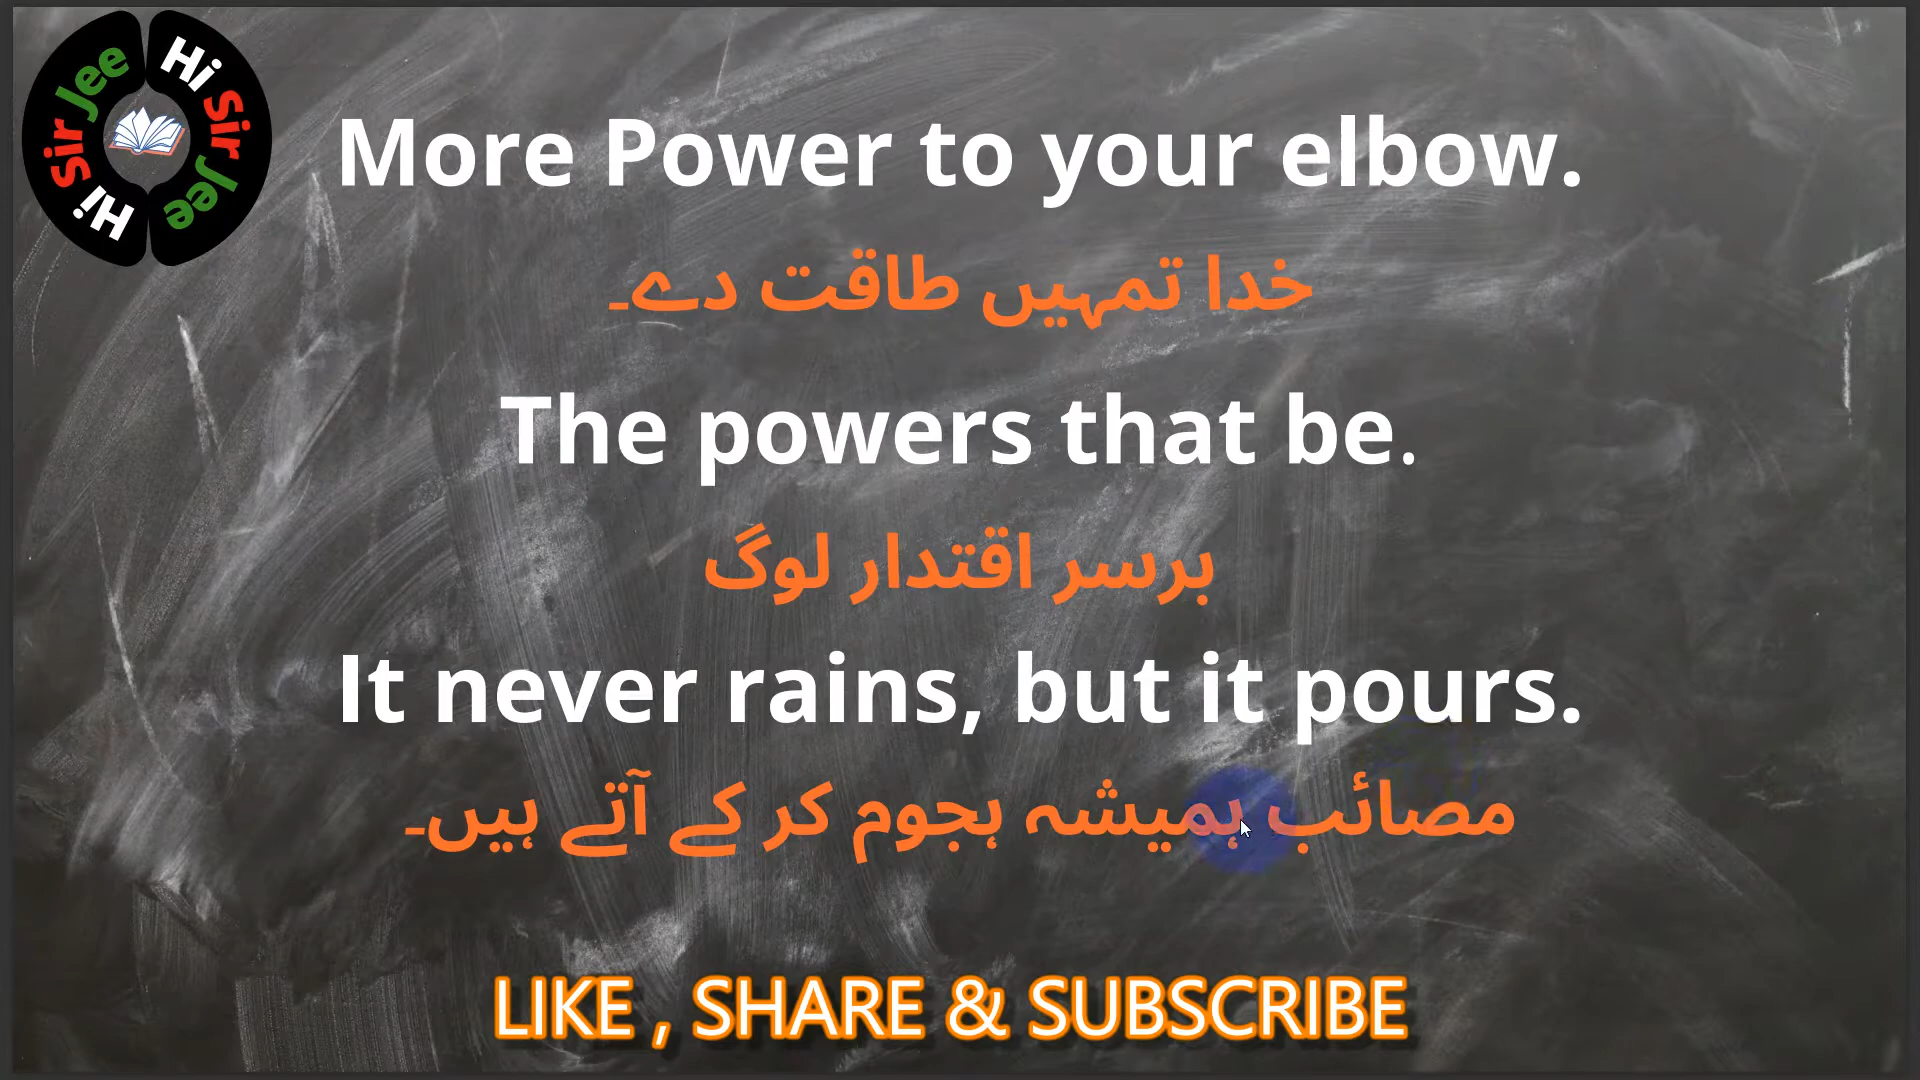 Hi Sir Jee
Hi Sir Jee
More Power to your elbow.
خدا تمہیں طاقت دے۔
The powers that be.
برسر اقتدار لوگ
It never rains, but it pours.
مصائب ہمیشہ ہجوم کر کے آتے ہیں۔
LIKE , SHARE & SUBSCRIBE